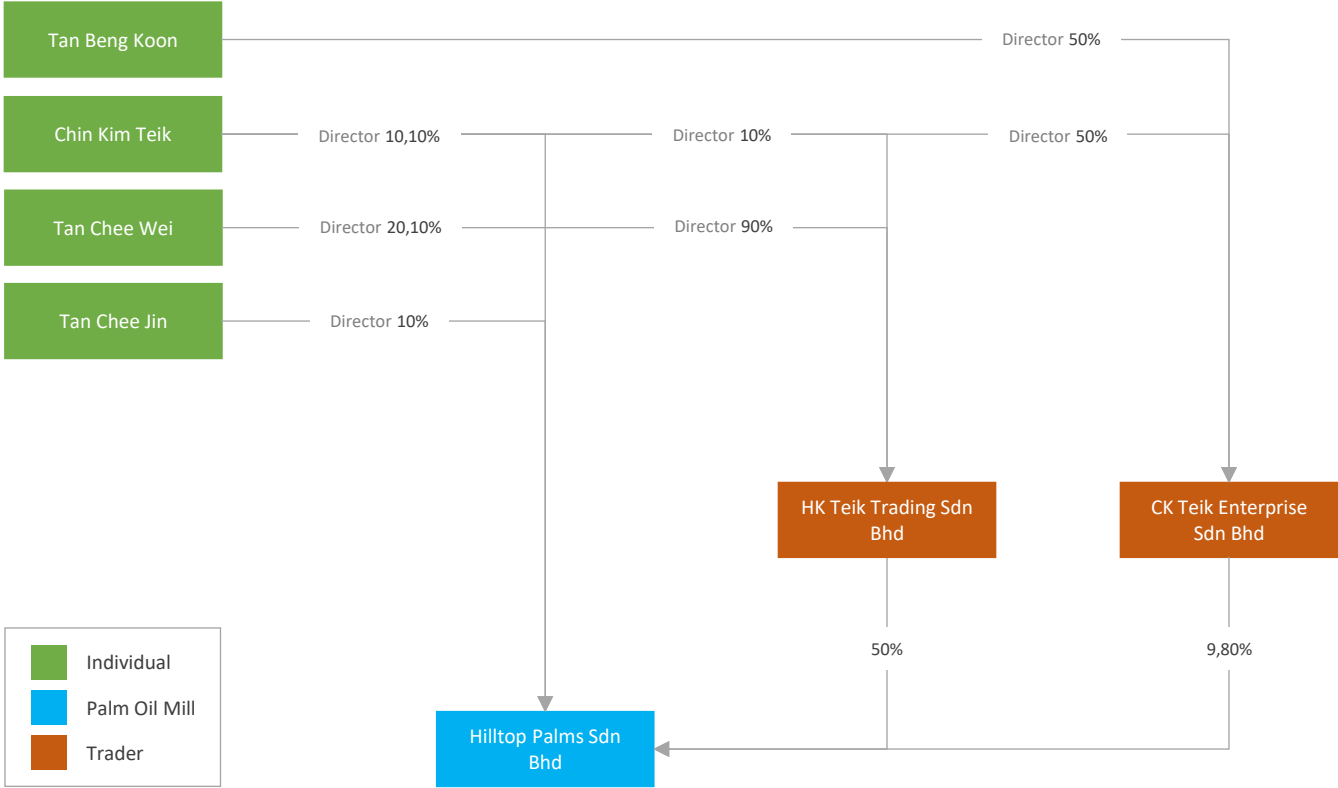 Tan Beng Koon
Director 50%
Chin Kim Teik
Director 10,10%
Director 10%
Director 50%
Tan Chee Wei
Director 20,10%
Director 90%
Tan Chee Jin
Director 10%
HK Teik Trading Sdn
Bhd
CK Teik Enterprise
Sdn Bhd
50%
9,80%
Individual
Palm Oil Mill
Trader
Hilltop Palms Sdn
Bhd